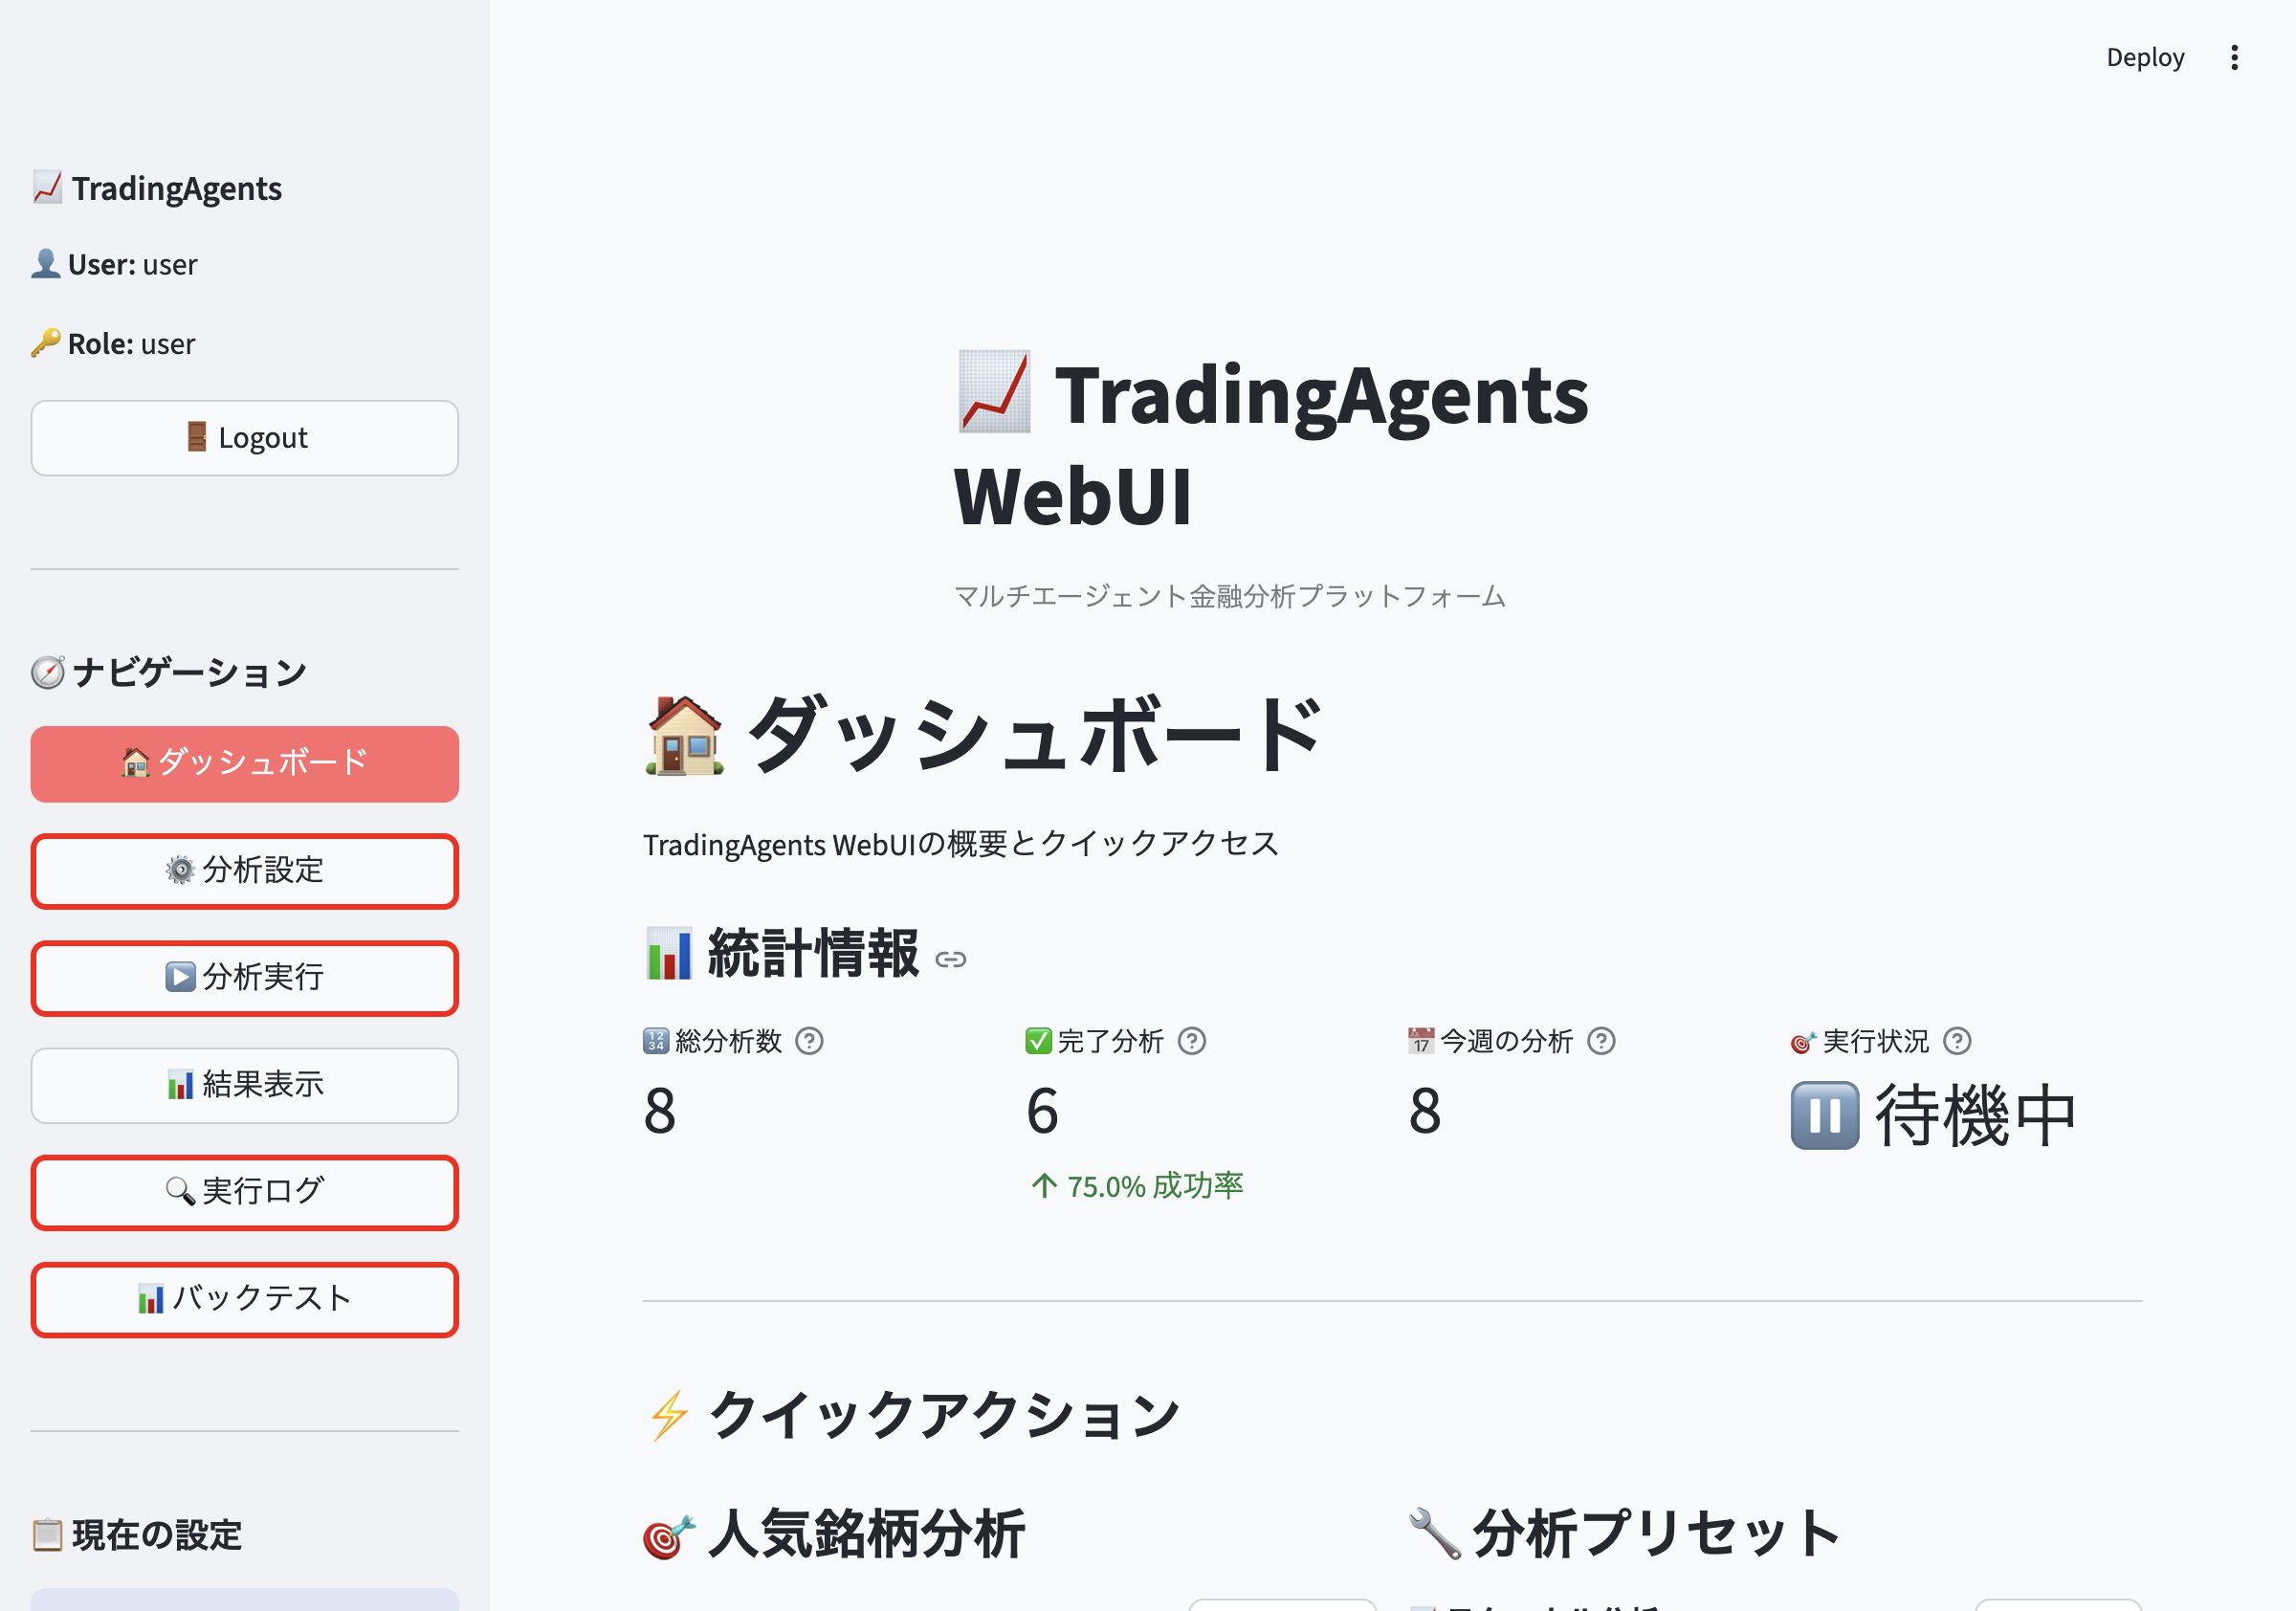 Deploy
TradingAgents
User: user
Role: user
Logout
ナビゲーション
ダッシュボード
分析設定
分析実行
結果表示
実行ログ
バックテスト
現在の設定
TradingAgents
WebUI
マルチエージェント金融分析プラットフォーム
ダッシュボード
TradingAgents WebUIの概要とクイックアクセス
統計情報
総分析数
8
完了分析
6
75.0% 成功率
今週の分析
8
実行状況
待機中
クイックアクション
人気銘柄分析
分析プリセット